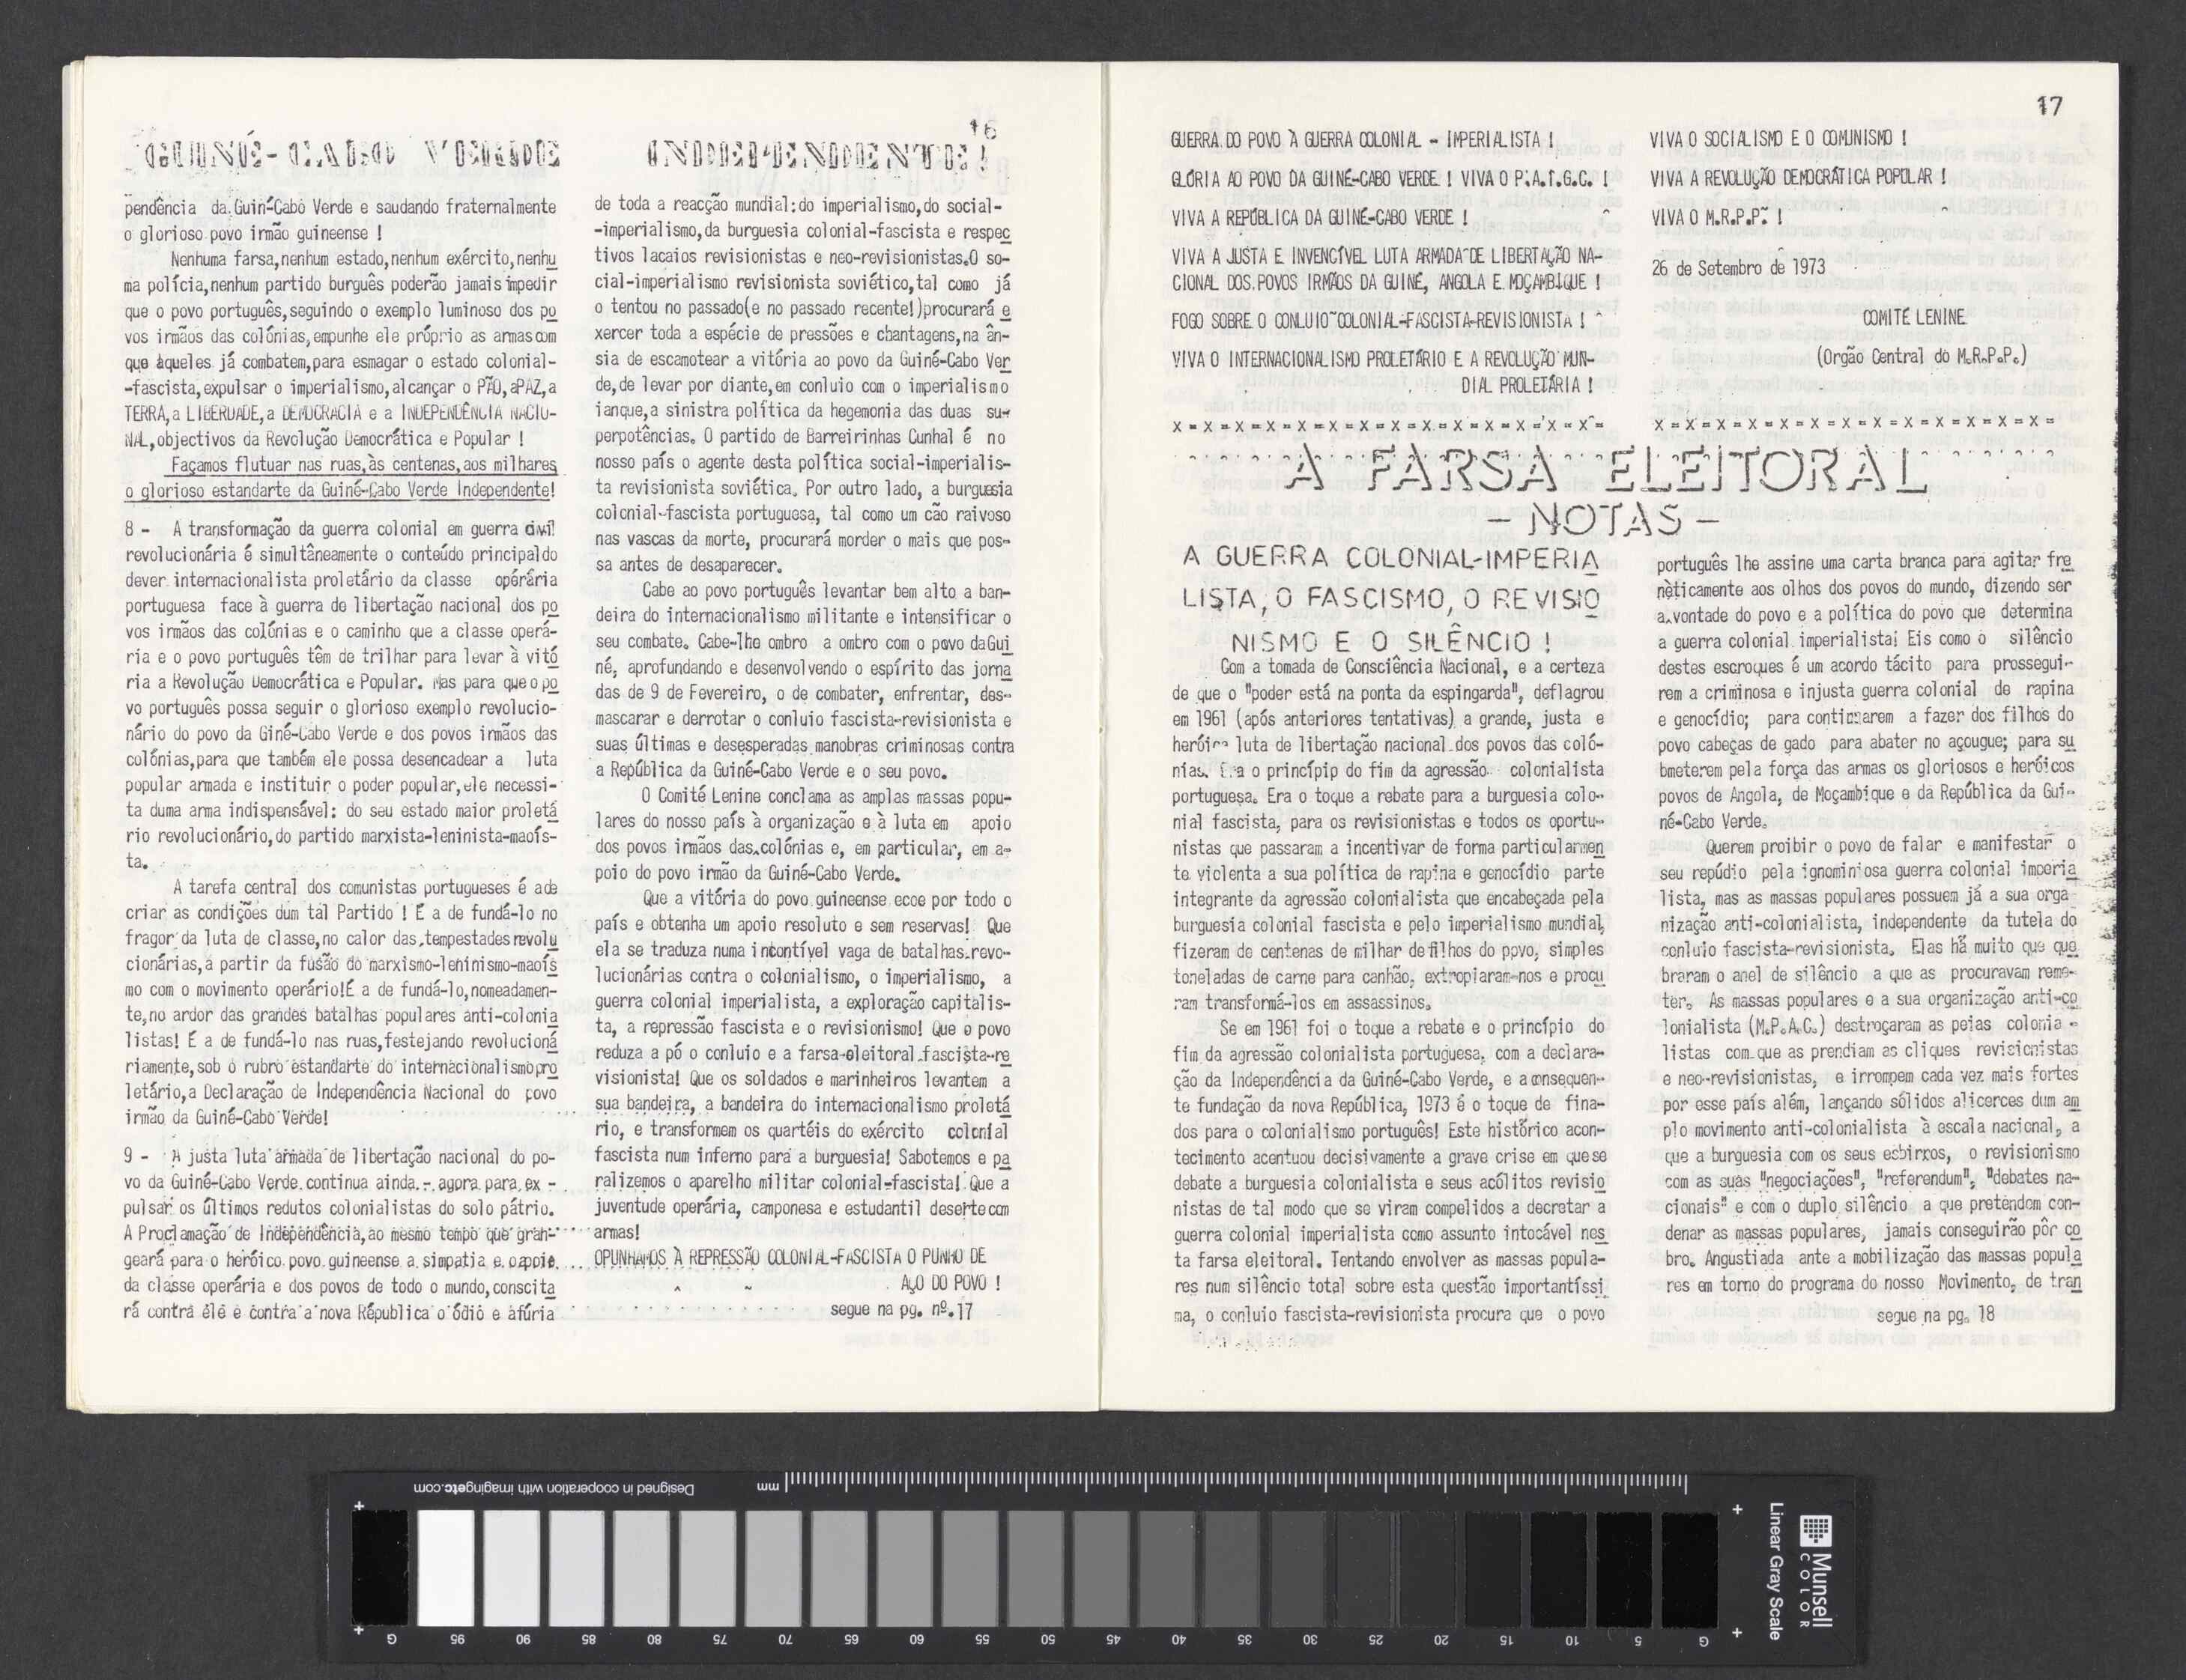 16
GUINÉ-CABO VERDE INDEPENDENTE!
pendência da Guin-Cabo Verde e saudando fraternalmente
o glorioso povo irmão guineense !
Nenhuma farsa,nenhum estado,nenhum exército,nenhu
ma polícia,nenhum partido burguês poderão jamais impedir
que o povo português,seguindo o exemplo luminoso dos po
vos irmãos das colónias,empunhe ele próprio as armas com
que àqueles já combatem,para esmagar o estado colonial-
-fascista,expulsar o imperialismo,alcançar o PÃO,aPAZ,a
TERRA,a LIBERDADE,a DEMOCRACIA e a INDEPENDÊNCIA NACIO-
NAL,objectivos da Revolução Democrática e Popular !
Façamos flutuar nas ruas,às centenas,aos milhares
o glorioso estandarte da Guiné-Cabo Verde Independente!
8 - A transformação da guerra colonial em guerra civil
revolucionária é simultâneamente o conteúdo principal do
dever internacionalista proletário da classe opérária
portuguesa face à guerra de libertação nacional dos po
vos irmãos das colónias e o caminho que a classe operá-
ria e o povo português têm de trilhar para levar à vitó
ria a Revolução Democrática e Popular. Mas para que o po
vo português possa seguir o glorioso exemplo revolucio-
nário do povo da Giné-Cabo Verde e dos povos irmãos das
colónias,para que também ele possa desencadear a luta
popular armada e instituir o poder popular,ele necessi-
ta duma arma indispensável: do seu estado maior proletá
rio revolucionário,do partido marxista-leninista-maoís-
ta.
A tarefa central dos comunistas portugueses é a de
criar as condições dum tal Partido ! É a de fundá-lo no
fragor da luta de classe,no calor das tempestades revolu
cionárias,a partir da fusão do marxismo-leninismo-maoís
mo com o movimento operário!É a de fundá-lo,nomeadamen-
te,no ardor das grandes batalhas populares anti-colonia
listas! É a de fundá-lo nas ruas,festejando revolucioná
riamente,sob o rubro estandarte do internacionalismo pro
letário,a Declaração de Independência Nacional do povo
irmão da Guiné-Cabo Verde!
9 - A justa luta armada de libertação nacional do po-
vo da Guiné-Cabo Verde continua ainda - agora para ex -
pulsar os últimos redutos colonialistas do solo pátrio.
A Proclamação de Independência,ao mesmo tempo que gran-
geará para o heróico povo guineense a simpatia e o apoio
da classe operária e dos povos de todo o mundo,conscita
rá contra ele e contra a nova Répública o ódio e a fúria
de toda a reacção mundial:do imperialismo,do social-
-imperialismo,da burguesia colonial-fascista e respec
tivos lacaios revisionistas e neo-revisionistas.O so-
cial-imperialismo revisionista soviético,tal como já
o tentou no passado(e no passado recente!)procurará e
xercer toda a espécie de pressões e chantagens,na ân-
sia de escamotear a vitória ao povo da Guiné-Cabo Ver
de,de levar por diante,em conluio com o imperialismo
ianque,a sinistra política da hegemonia das duas su-
perpotências. O partido de Barreirinhas Cunhal é no
nosso país o agente desta política social-imperialis-
ta revisionista soviética. Por outro lado, a burguesia
colonial-fascista portuguesa, tal como um cão raivoso
nas vascas da morte, procurará morder o mais que pos-
sa antes de desaparecer.
Cabe ao povo português levantar bem alto a ban-
deira do internacionalismo militante e intensificar o
seu combate. Cabe-lhe ombro a ombro com o povo da Gui
né, aprofundando e desenvolvendo o espírito das jorna
das de 9 de Fevereiro, o de combater, enfrentar, des-
mascarar e derrotar o conluio fascista-revisionista e
suas últimas e desesperadas manobras criminosas contra
a República da Guiné-Cabo Verde e o seu povo.
O Comité Lenine conclama as amplas massas popu-
lares do nosso país à organização e à luta em apoio
dos povos irmãos das colónias e, em particular, em a-
poio do povo irmão da Guiné-Cabo Verde.
Que a vitória do povo guineense ecoe por todo o
país e obtenha um apoio resoluto e sem reservas! Que
ela se traduza numa incontível vaga de batalhas revo-
lucionárias contra o colonialismo, o imperialismo, a
guerra colonial imperialista, a exploração capitalis-
ta, a repressão fascista e o revisionismo! Que o povo
reduza a pó o conluio e a farsa-eleitoral fascista-re
visionista! Que os soldados e marinheiros levantem a
sua bandeira, a bandeira do internacionalismo proletá
rio, e transformem os quartéis do exército colonial
fascista num inferno para a burguesia! Sabotemos e pa
ralizemos o aparelho militar colonial-fascista! Que a
juventude operária, camponesa e estudantil deserte com
armas!
OPUNHAMOS À REPRESSÃO COLONIAL-FASCISTA O PUNHO DE
AÇO DO POVO !
segue na pg. nº.17
17
GUERRA DO POVO À GUERRA COLONIAL - IMPERIALISTA !
GLÓRIA AO POVO DA GUINÉ-CABO VERDE ! VIVA O P.A.I.G.C. !
VIVA A REPÚBLICA DA GUINÉ-CABO VERDE !
VIVA A JUSTA E INVENCÍVEL LUTA ARMADA DE LIBERTAÇÃO NA-
CIONAL DOS POVOS IRMÃOS DA GUINÉ, ANGOLA E MOÇAMBIQUE !
FOGO SOBRE O CONLUIO COLONIAL-FASCISTA-REVISIONISTA !
VIVA O INTERNACIONALISMO PROLETÁRIO E A REVOLUÇÃO MUN-
DIAL PROLETÁRIA !
VIVA O SOCIALISMO E O COMUNISMO !
VIVA A REVOLUÇÃO DEMOCRÁTICA POPULAR !
VIVA O M.R.P.P. !
26 de Setembro de 1973
COMITÉ LENINE
(Orgão Central do M.R.P.P.)
x = x = x = x = x = x = x = x = x = x = x = x = x = x =
x = x = x = x = x = x = x = x = x = x = x = x = x =
A FARSA ELEITORAL
- NOTAS -
A GUERRA COLONIAL-IMPERIA
LISTA, O FASCISMO, O REVISIO
NISMO E O SILÊNCIO !
Com a tomada de Consciência Nacional, e a certeza
de que o "poder está na ponta da espingarda", deflagrou
em 1961 (após anteriores tentativas) a grande, justa e
heróica luta de libertação nacional dos povos das coló-
nias. Era o princípip do fim da agressão colonialista
portuguesa. Era o toque a rebate para a burguesia colo-
nial fascista, para os revisionistas e todos os oportu-
nistas que passaram a incentivar de forma particularmen
te violenta a sua política de rapina e genocídio parte
integrante da agressão colonialista que encabeçada pela
burguesia colonial fascista e pelo imperialismo mundial,
fizeram de centenas de milhar de filhos do povo, simples
toneladas de carne para canhão, extropiaram-nos e procu
ram transformá-los em assassinos.
Se em 1961 foi o toque a rebate e o princípio do
fim da agressão colonialista portuguesa, com a declara-
ção da Independência da Guiné-Cabo Verde, e a consequen-
te fundação da nova República, 1973 é o toque de fina-
dos para o colonialismo português! Este histórico acon-
tecimento acentuou decisivamente a grave crise em que se
debate a burguesia colonialista e seus acólitos revisio
nistas de tal modo que se viram compelidos a decretar a
guerra colonial imperialista como assunto intocável nes
ta farsa eleitoral. Tentando envolver as massas popula-
res num silêncio total sobre esta questão importantíssi
ma, o conluio fascista-revisionista procura que o povo
português lhe assine uma carta branca para agitar fre
nèticamente aos olhos dos povos do mundo, dizendo ser
a vontade do povo e a política do povo que determina
a guerra colonial imperialista! Eis como o silêncio
destes escroques é um acordo tácito para prossegui-
rem a criminosa e injusta guerra colonial de rapina
e genocídio; para continarem a fazer dos filhos do
povo cabeças de gado para abater no açougue; para su
bmeterem pela força das armas os gloriosos e heróicos
povos de Angola, de Moçambique e da República da Gui-
né-Cabo Verde.
Querem proibir o povo de falar e manifestar o
seu repúdio pela ignominiosa guerra colonial imperia
lista, mas as massas populares possuem já a sua orga
nização anti-colonialista, independente da tutela do
conluio fascista-revisionista. Elas há muito que que
braram o anel de silêncio a que as procuravam reme-
ter. As massas populares e a sua organização anti-co
lonialista (M.P.A.C.) destroçaram as peias colonia -
listas com que as prendiam as cliques revisionistas
e neo-revisionistas, e irrompem cada vez mais fortes
por esse país além, lançando sólidos alicerces dum am
plo movimento anti-colonialista à escala nacional, a
que a burguesia com os seus esbirros, o revisionismo
com as suas "negociações", "referendum", "debates na-
cionais" e com o duplo silêncio a que pretendem con-
denar as massas populares, jamais conseguirão pôr co
bro. Angustiada ante a mobilização das massas popula
res em torno do programa do nosso Movimento, de tran
segue na pg. 18
Designed in cooperation with imagingetc.com
mm
G 95 90 85 80 75 70 65 60 55 50 45 40 35 30 25 20 15 10 5 G
Munsell
COLOR
Linear Gray Scale